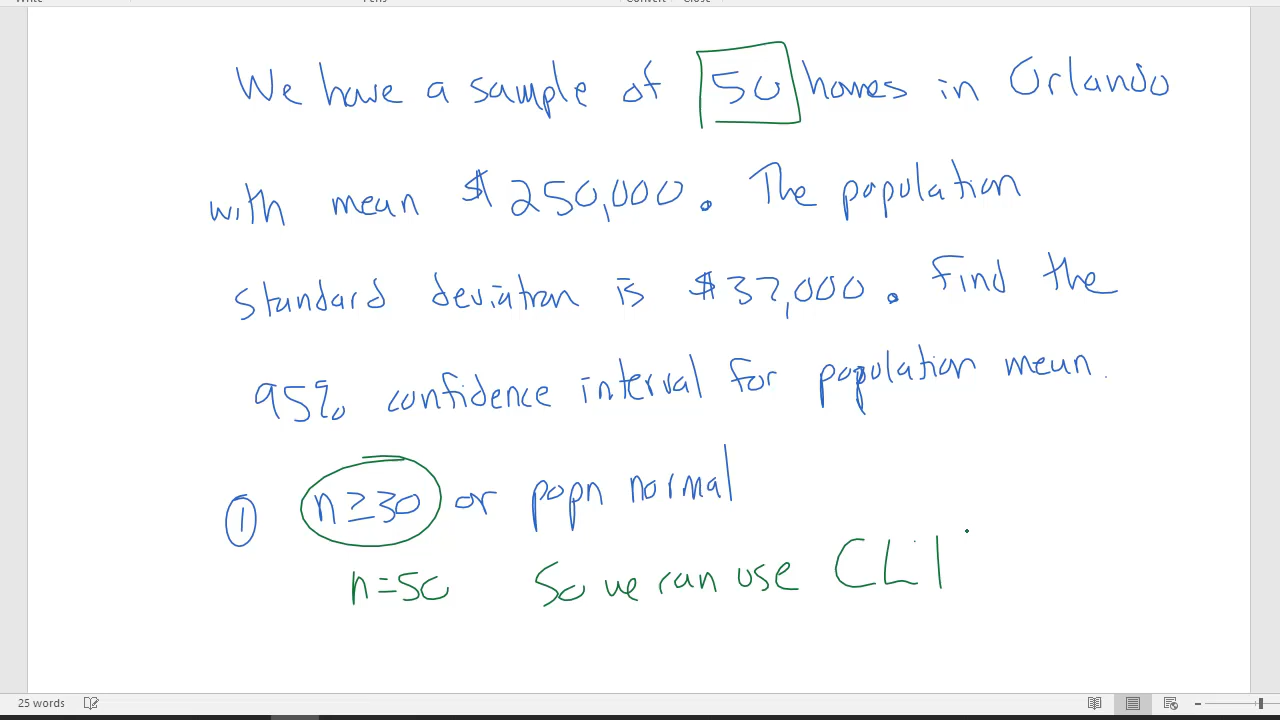 We have a sample of 50 homes in Orlando
with mean $250,000. The population
standard deviation is $37,000. Find the
95% confidence interval for population mean.
① n ≥ 30 or popn normal
n = 50 So we can use CLT
25 words